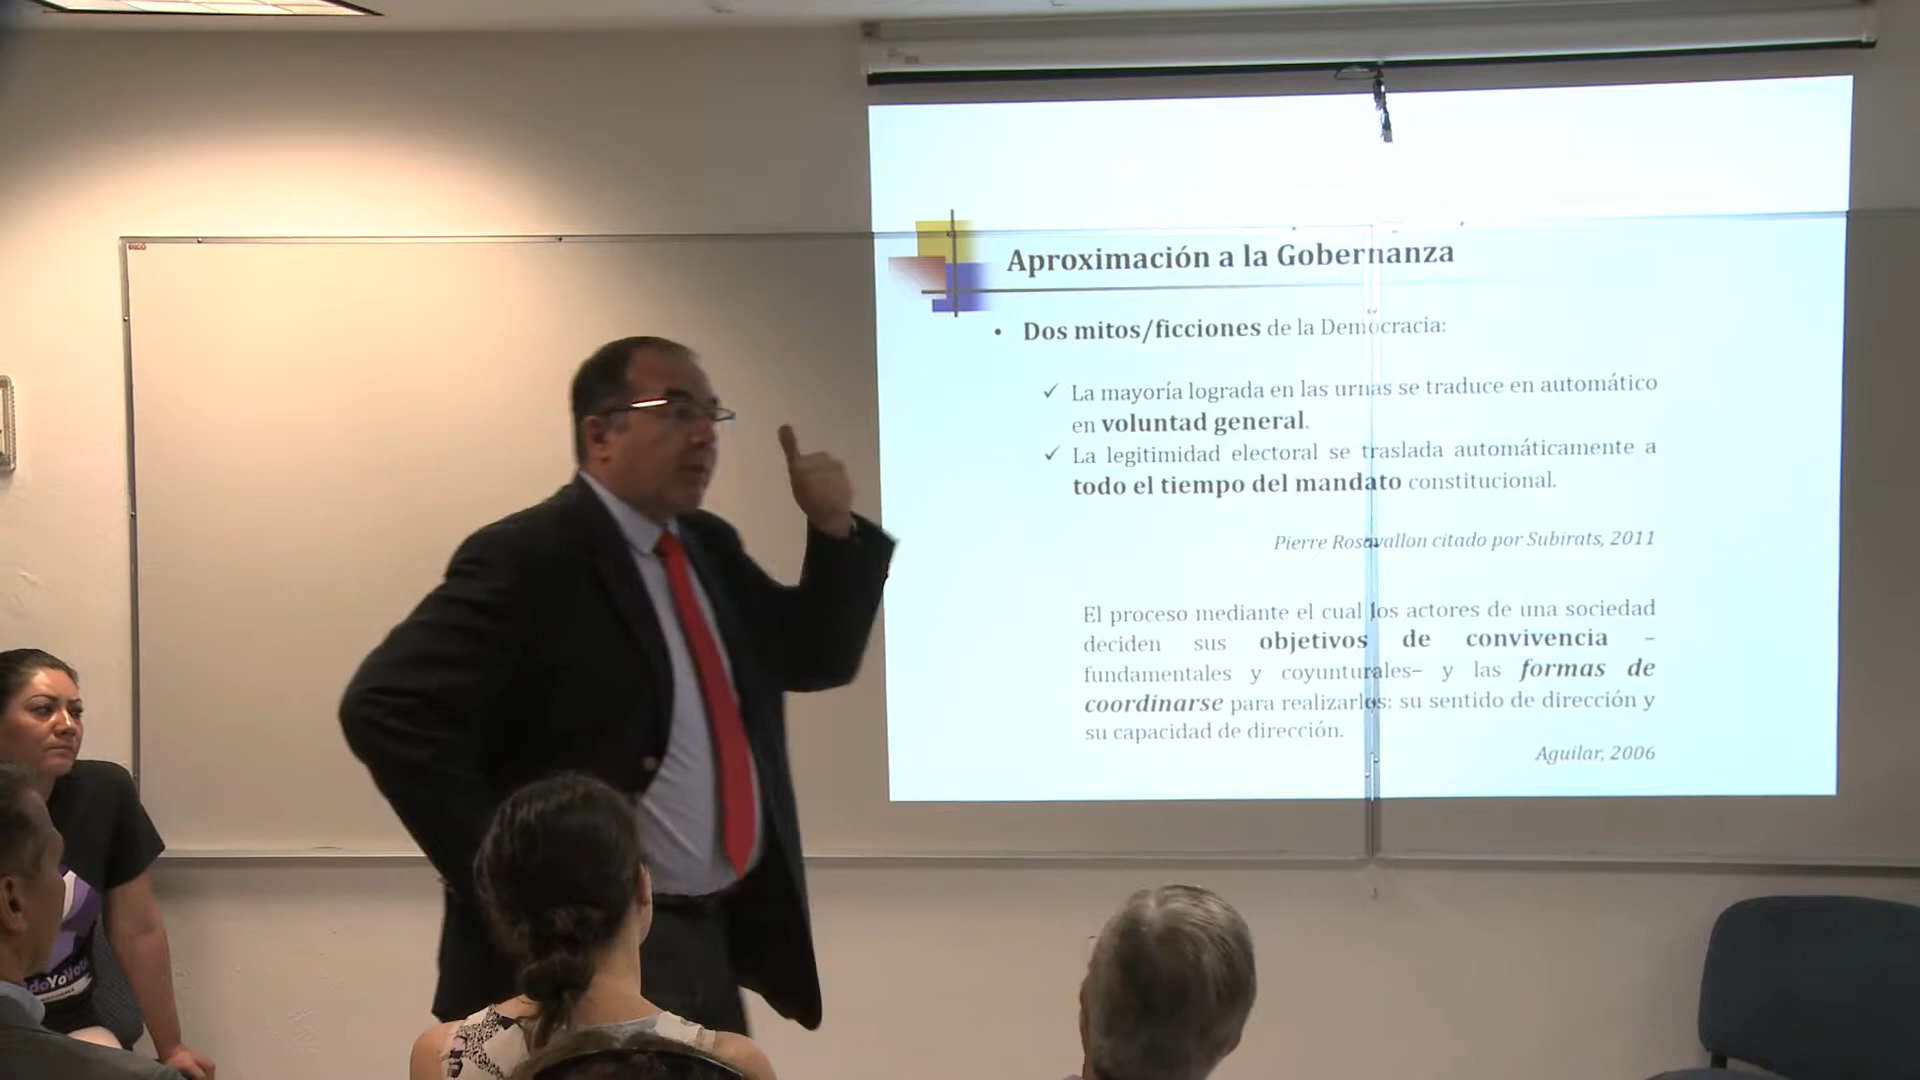 Aproximación a la Gobernanza
• Dos mitos/ficciones de la Democracia:
✓ La mayoría lograda en las urnas se traduce en automático
en voluntad general.
✓ La legitimidad electoral se traslada automáticamente a
todo el tiempo del mandato constitucional.
Pierre Rosavallon citado por Subirats, 2011
El proceso mediante el cual los actores de una sociedad
deciden sus objetivos de convivencia –
fundamentales y coyunturales– y las formas de
coordinarse para realizarlos: su sentido de dirección y
su capacidad de dirección.
Aguilar, 2006